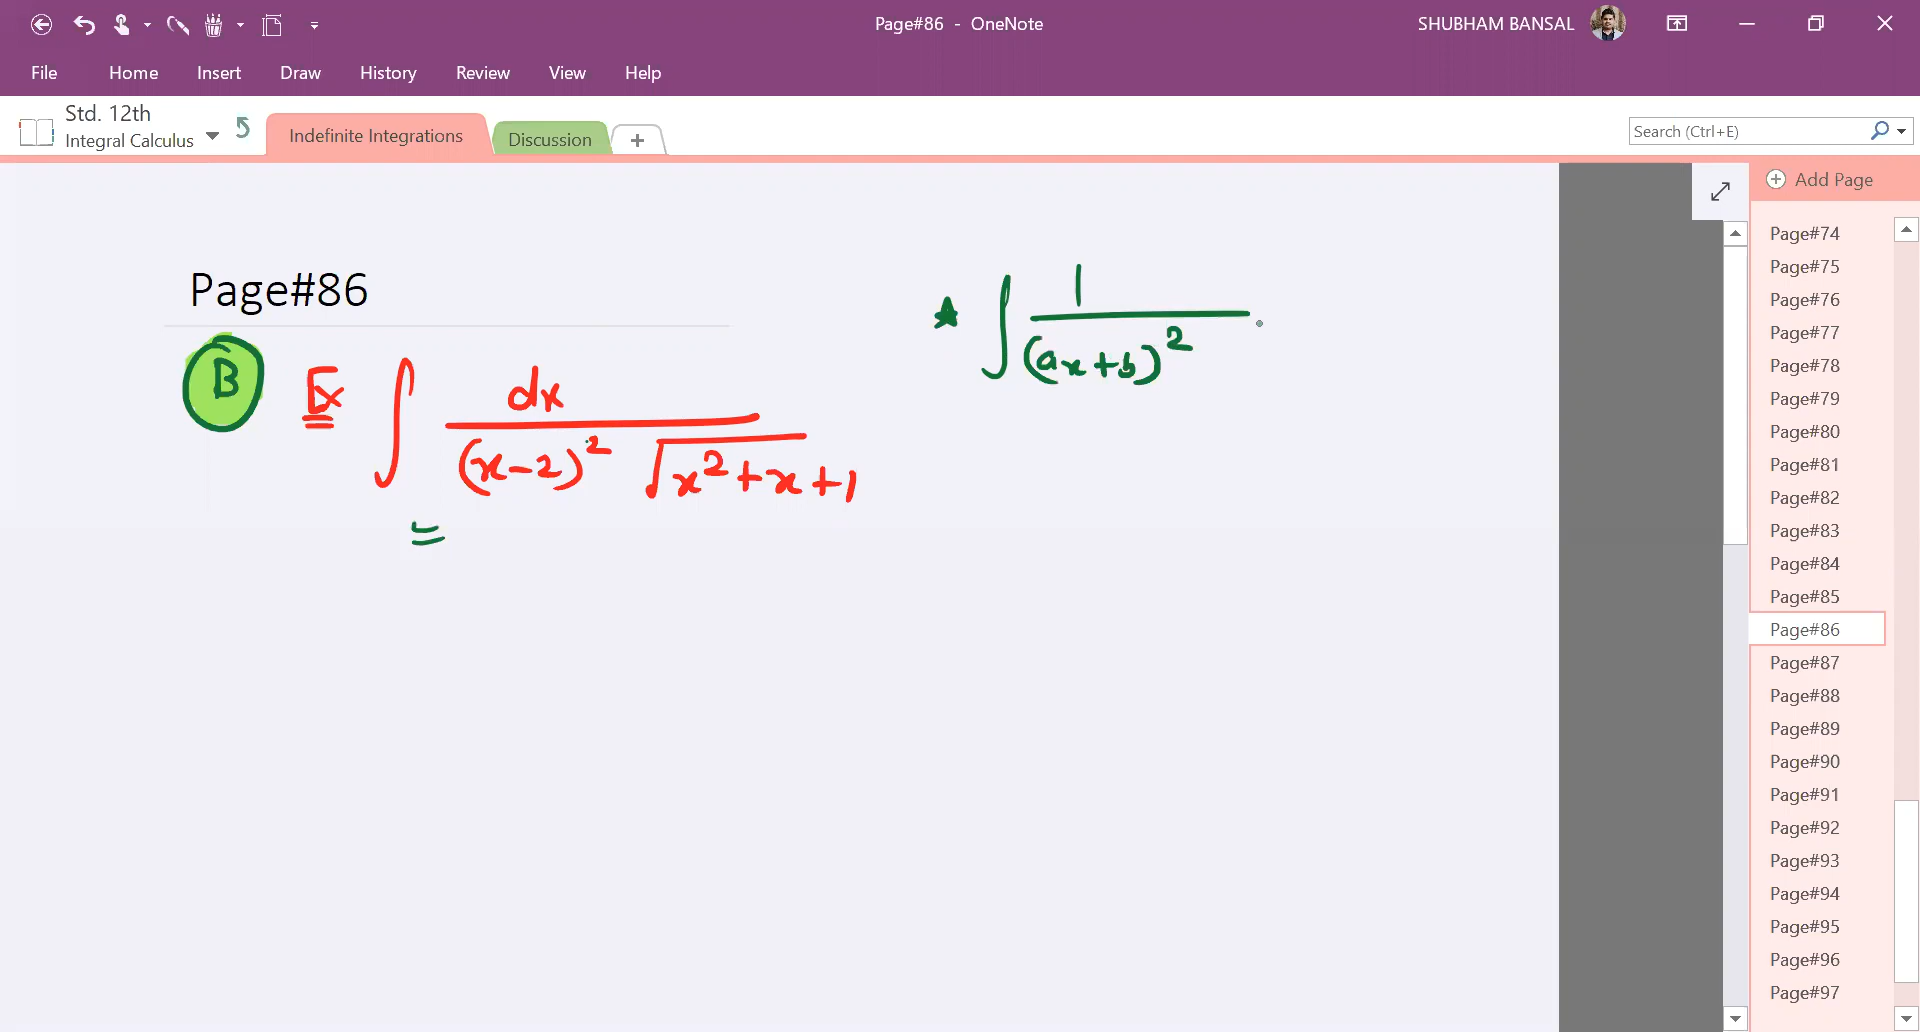 Page#86 - OneNote
SHUBHAM BANSAL
File Home Insert Draw History Review View Help
Std. 12th
Integral Calculus
Indefinite Integrations
Discussion
+
Search (Ctrl+E)
Add Page
Page#86
★ ∫ 1 / (ax+b)²
B Ex ∫ dx / (x-2)² √x²+x+1
=
Page#74
Page#75
Page#76
Page#77
Page#78
Page#79
Page#80
Page#81
Page#82
Page#83
Page#84
Page#85
Page#86
Page#87
Page#88
Page#89
Page#90
Page#91
Page#92
Page#93
Page#94
Page#95
Page#96
Page#97